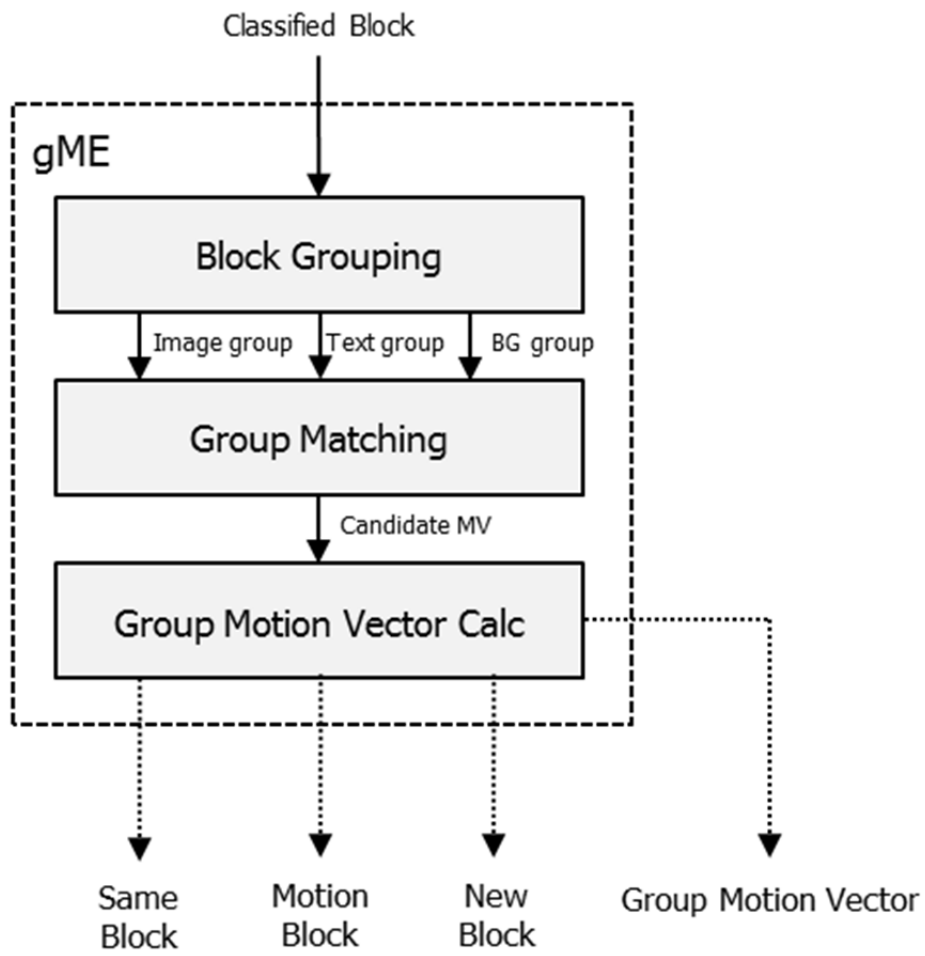 Classified Block
gME
Block Grouping
Image group
Text group
BG group
Group Matching
Candidate MV
Group Motion Vector Calc
Same
Block
Motion
Block
New
Block
Group Motion Vector